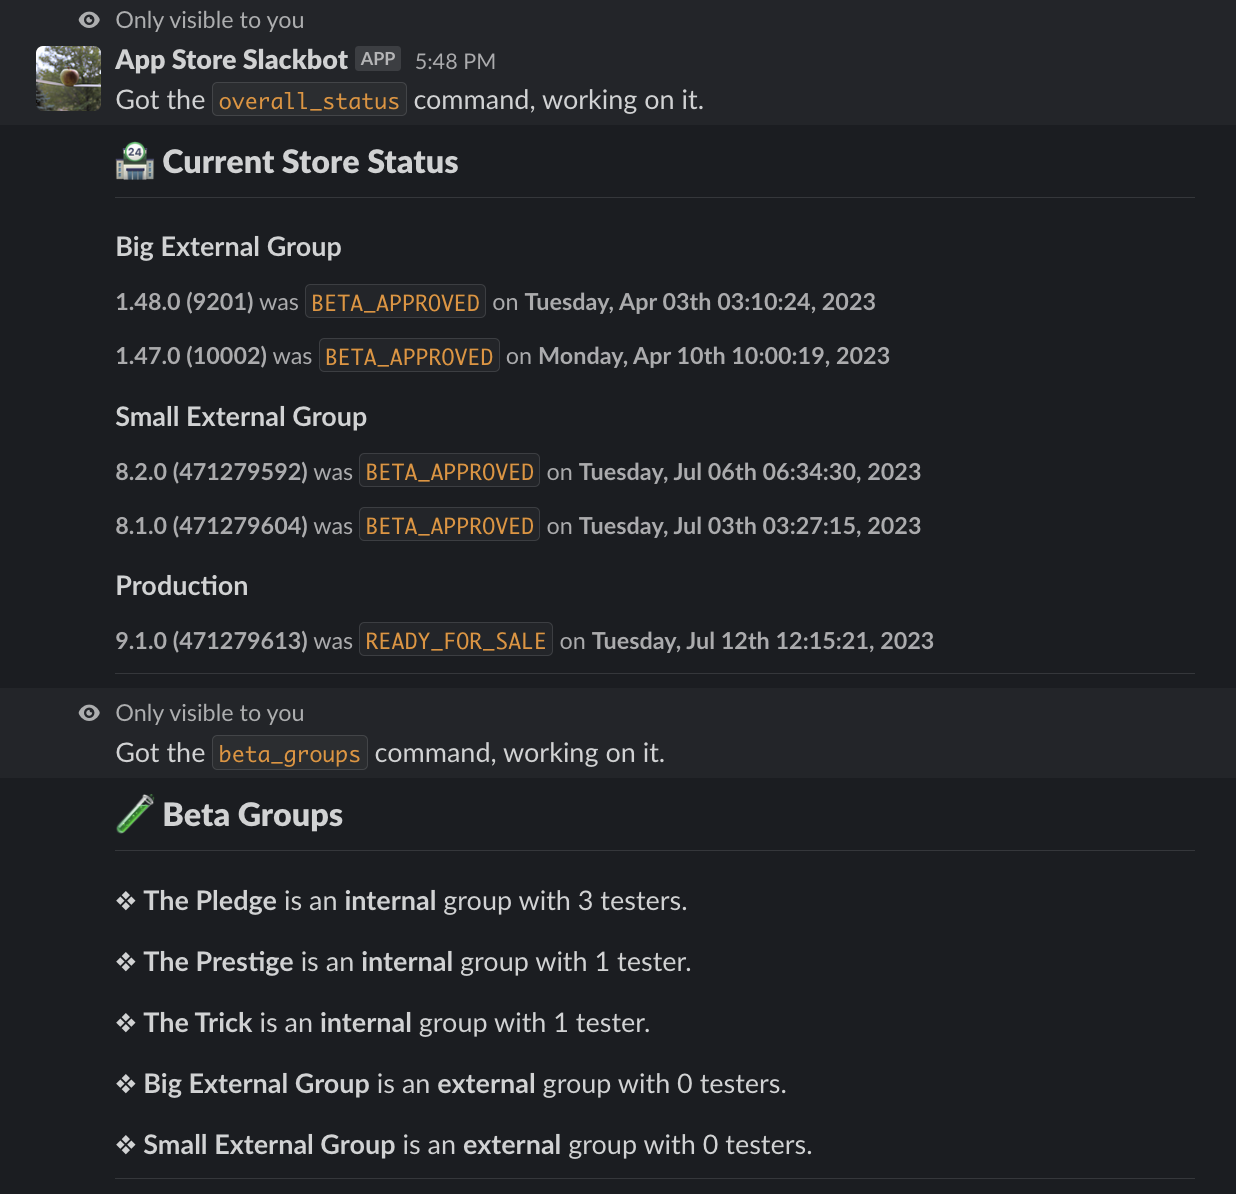 Only visible to you
App Store Slackbot APP 5:48 PM
Got the overall_status command, working on it.
24 Current Store Status
Big External Group
1.48.0 (9201) was BETA_APPROVED on Tuesday, Apr 03th 03:10:24, 2023
1.47.0 (10002) was BETA_APPROVED on Monday, Apr 10th 10:00:19, 2023
Small External Group
8.2.0 (471279592) was BETA_APPROVED on Tuesday, Jul 06th 06:34:30, 2023
8.1.0 (471279604) was BETA_APPROVED on Tuesday, Jul 03th 03:27:15, 2023
Production
9.1.0 (471279613) was READY_FOR_SALE on Tuesday, Jul 12th 12:15:21, 2023
Only visible to you
Got the beta_groups command, working on it.
Beta Groups
❖ The Pledge is an internal group with 3 testers.
❖ The Prestige is an internal group with 1 tester.
❖ The Trick is an internal group with 1 tester.
❖ Big External Group is an external group with 0 testers.
❖ Small External Group is an external group with 0 testers.